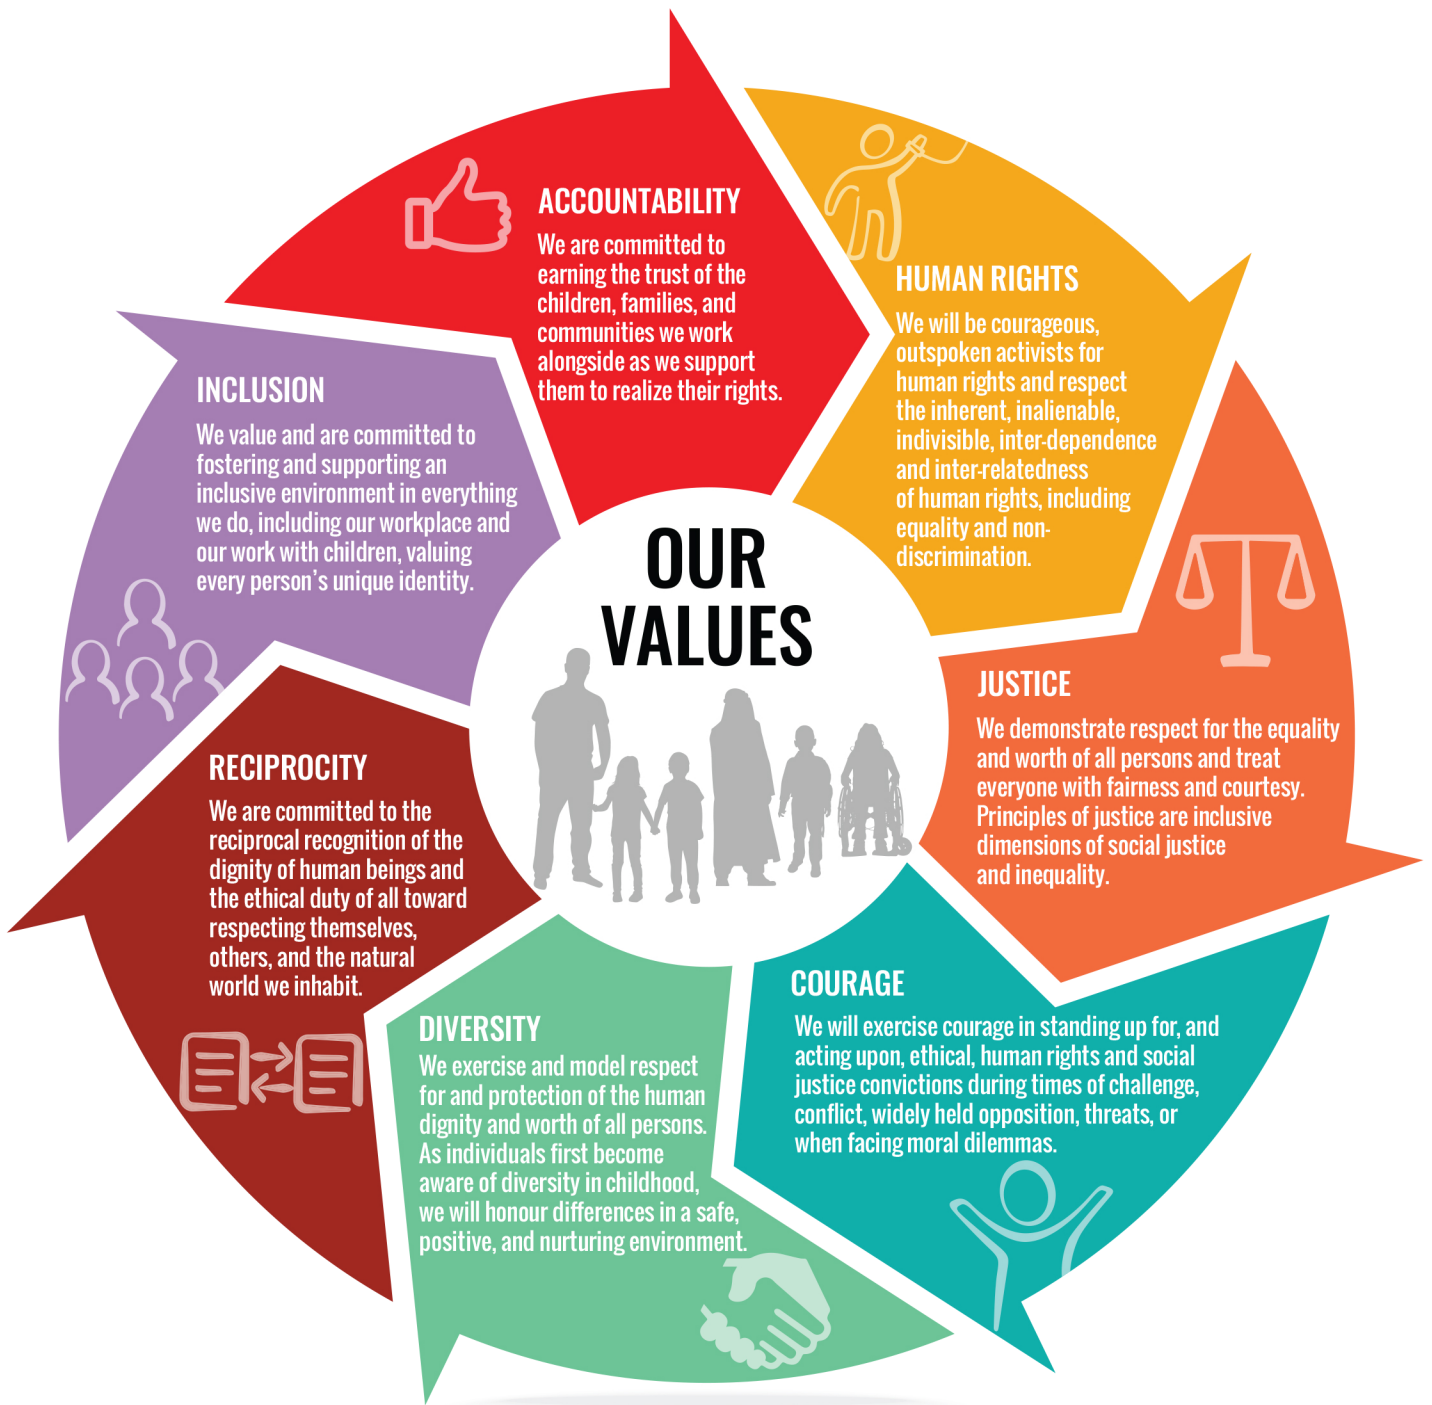 OUR
VALUES
ACCOUNTABILITY
We are committed to
earning the trust of the
children, families, and
communities we work
alongside as we support
them to realize their rights.
HUMAN RIGHTS
We will be courageous,
outspoken activists for
human rights and respect
the inherent, inalienable,
indivisible, inter-dependence
and inter-relatedness
of human rights, including
equality and non-
discrimination.
JUSTICE
We demonstrate respect for the equality
and worth of all persons and treat
everyone with fairness and courtesy.
Principles of justice are inclusive
dimensions of social justice
and inequality.
COURAGE
We will exercise courage in standing up for, and
acting upon, ethical, human rights and social
justice convictions during times of challenge,
conflict, widely held opposition, threats, or
when facing moral dilemmas.
DIVERSITY
We exercise and model respect
for and protection of the human
dignity and worth of all persons.
As individuals first become
aware of diversity in childhood,
we will honour differences in a safe,
positive, and nurturing environment.
RECIPROCITY
We are committed to the
reciprocal recognition of the
dignity of human beings and
the ethical duty of all toward
respecting themselves,
others, and the natural
world we inhabit.
INCLUSION
We value and are committed to
fostering and supporting an
inclusive environment in everything
we do, including our workplace and
our work with children, valuing
every person's unique identity.